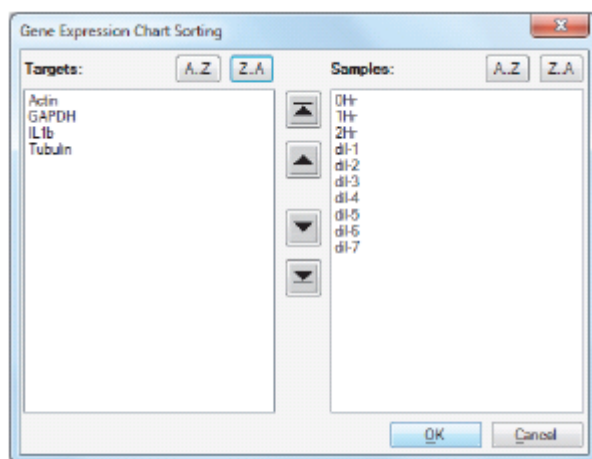 Gene Expression Chart Sorting
Targets: A..Z Z..A Samples: A..Z Z..A
Actin
GAPDH
IL1b
Tubulin
0Hr
1Hr
2Hr
dil-1
dil-2
dil-3
dil-4
dil-5
dil-6
dil-7
OK Cancel